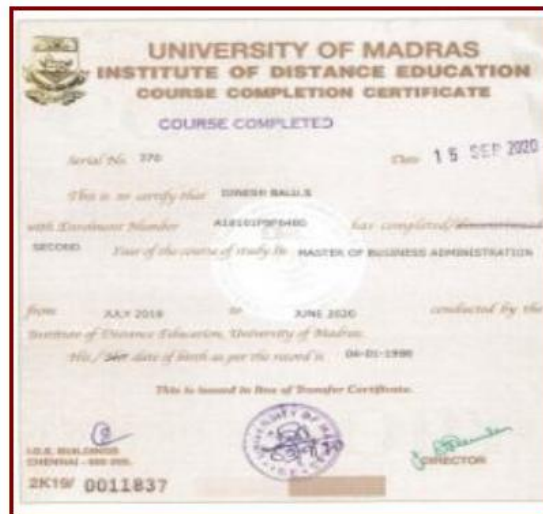 UNIVERSITY OF MADRAS
INSTITUTE OF DISTANCE EDUCATION
COURSE COMPLETION CERTIFICATE
COURSE COMPLETED
Serial No. 370 Date 15 SEP 2020
This is to certify that DINESH BALU.S
with Enrolment Number has completed/
SECOND Year of the course of study in MASTER OF BUSINESS ADMINISTRATION
from JULY to JUNE 2020 conducted by the
Institute of Distance Education, University of Madras.
His / Her date of birth as per the record is
This is issued in lieu of Transfer Certificate.
I.D.E. BUILDINGS
CHENNAI - 600 005. DIRECTOR
2K19/ 0011837